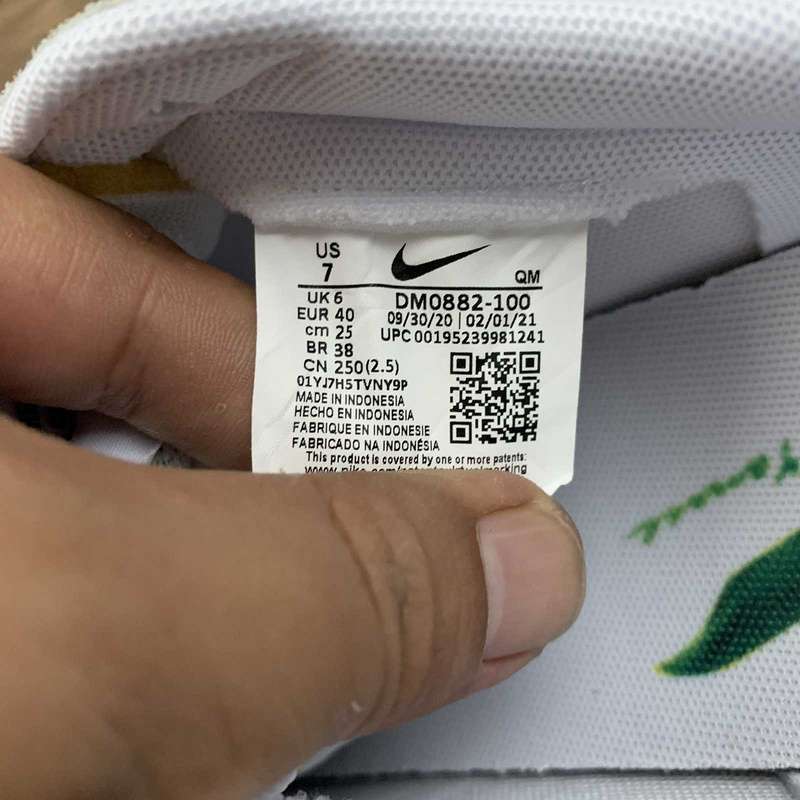 US
7
QM
UK 6
EUR 40
cm 25
BR 38
CN 250(2.5)
DM0882-100
09/30/20 | 02/01/21
UPC 00195239981241
01YJ7H5TVNY9P
MADE IN INDONESIA
HECHO EN INDONESIA
FABRIQUE EN INDONESIE
FABRICADO NA INDONÉSIA
This product is covered by one or more patents: